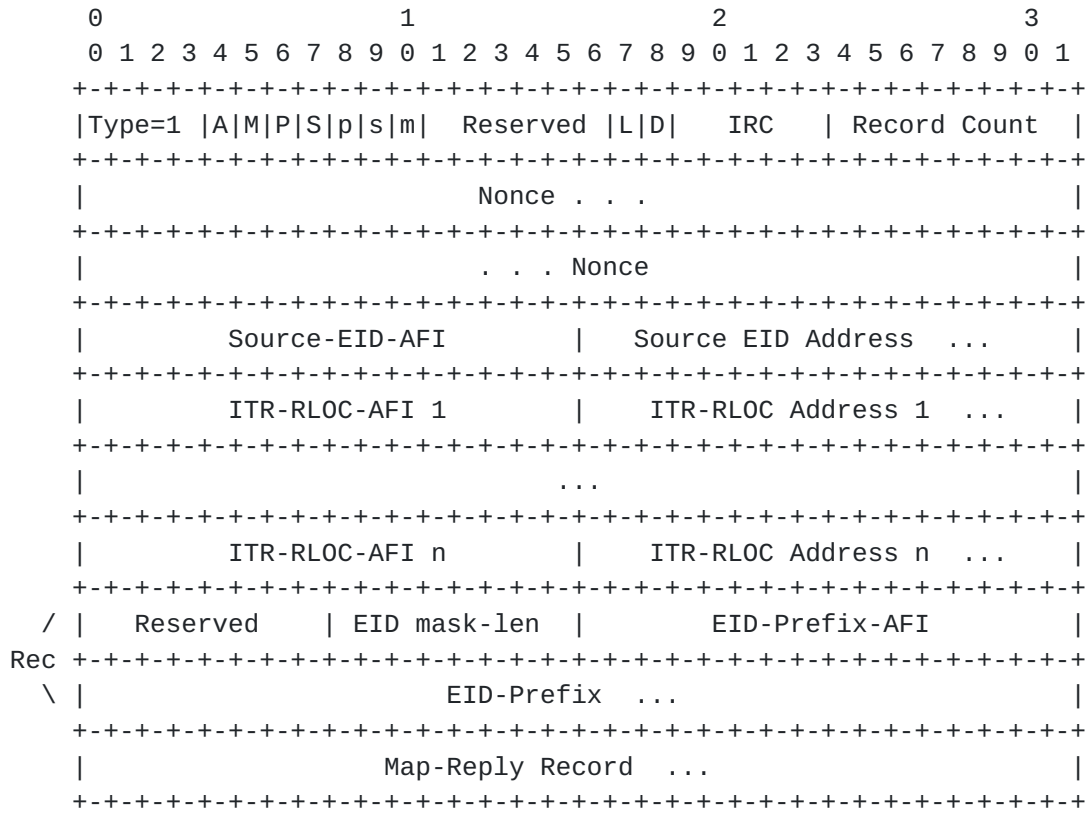 0                   1                   2                   3
        0 1 2 3 4 5 6 7 8 9 0 1 2 3 4 5 6 7 8 9 0 1 2 3 4 5 6 7 8 9 0 1
       +-+-+-+-+-+-+-+-+-+-+-+-+-+-+-+-+-+-+-+-+-+-+-+-+-+-+-+-+-+-+-+-+
       |Type=1 |A|M|P|S|p|s|m|  Reserved |L|D|   IRC   | Record Count  |
       +-+-+-+-+-+-+-+-+-+-+-+-+-+-+-+-+-+-+-+-+-+-+-+-+-+-+-+-+-+-+-+-+
       |                         Nonce . . .                           |
       +-+-+-+-+-+-+-+-+-+-+-+-+-+-+-+-+-+-+-+-+-+-+-+-+-+-+-+-+-+-+-+-+
       |                         . . . Nonce                           |
       +-+-+-+-+-+-+-+-+-+-+-+-+-+-+-+-+-+-+-+-+-+-+-+-+-+-+-+-+-+-+-+-+
       |         Source-EID-AFI        |   Source EID Address  ...     |
       +-+-+-+-+-+-+-+-+-+-+-+-+-+-+-+-+-+-+-+-+-+-+-+-+-+-+-+-+-+-+-+-+
       |         ITR-RLOC-AFI 1        |    ITR-RLOC Address 1  ...    |
       +-+-+-+-+-+-+-+-+-+-+-+-+-+-+-+-+-+-+-+-+-+-+-+-+-+-+-+-+-+-+-+-+
       |                              ...                              |
       +-+-+-+-+-+-+-+-+-+-+-+-+-+-+-+-+-+-+-+-+-+-+-+-+-+-+-+-+-+-+-+-+
       |         ITR-RLOC-AFI n        |    ITR-RLOC Address n  ...    |
       +-+-+-+-+-+-+-+-+-+-+-+-+-+-+-+-+-+-+-+-+-+-+-+-+-+-+-+-+-+-+-+-+
     / |   Reserved    | EID mask-len  |        EID-Prefix-AFI         |
   Rec +-+-+-+-+-+-+-+-+-+-+-+-+-+-+-+-+-+-+-+-+-+-+-+-+-+-+-+-+-+-+-+-+
     \ |                       EID-Prefix  ...                         |
       +-+-+-+-+-+-+-+-+-+-+-+-+-+-+-+-+-+-+-+-+-+-+-+-+-+-+-+-+-+-+-+-+
       |                   Map-Reply Record  ...                       |
       +-+-+-+-+-+-+-+-+-+-+-+-+-+-+-+-+-+-+-+-+-+-+-+-+-+-+-+-+-+-+-+-+